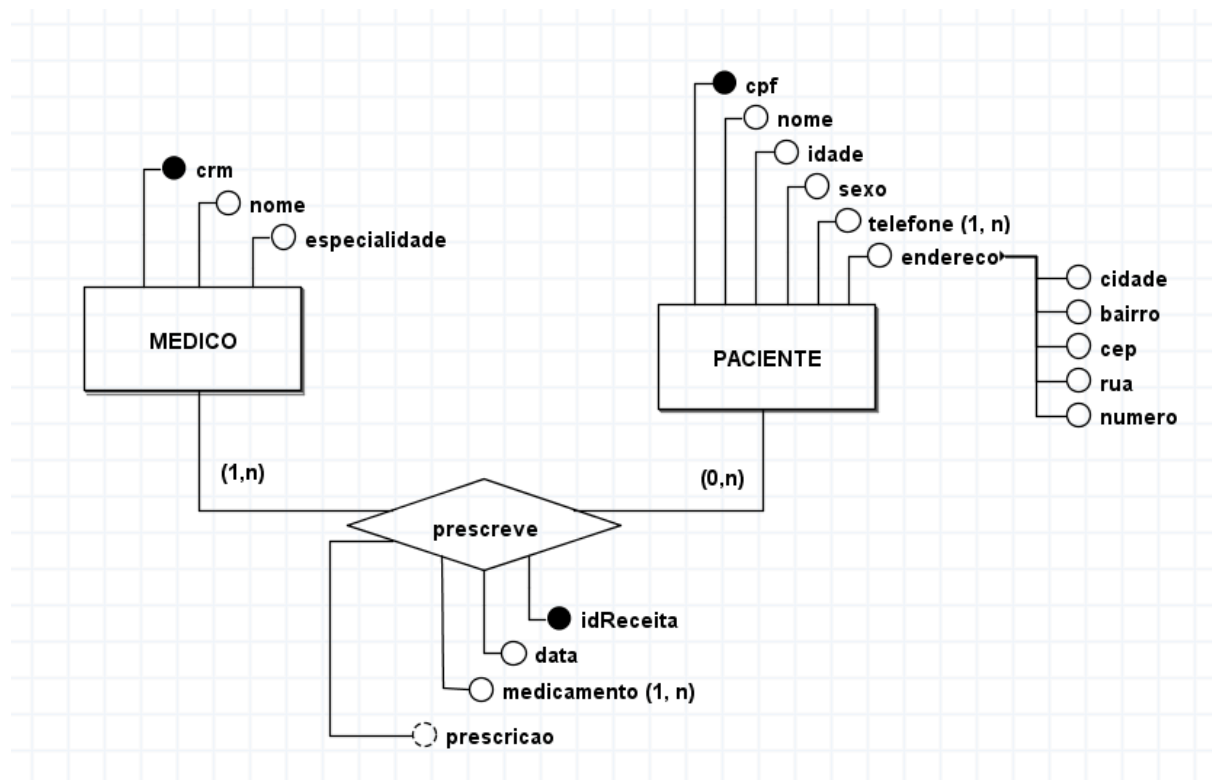 cpf
nome
idade
sexo
telefone (1, n)
endereco
cidade
bairro
cep
rua
numero
PACIENTE
crm
nome
especialidade
MEDICO
(1,n)
(0,n)
prescreve
idReceita
data
medicamento (1, n)
prescricao